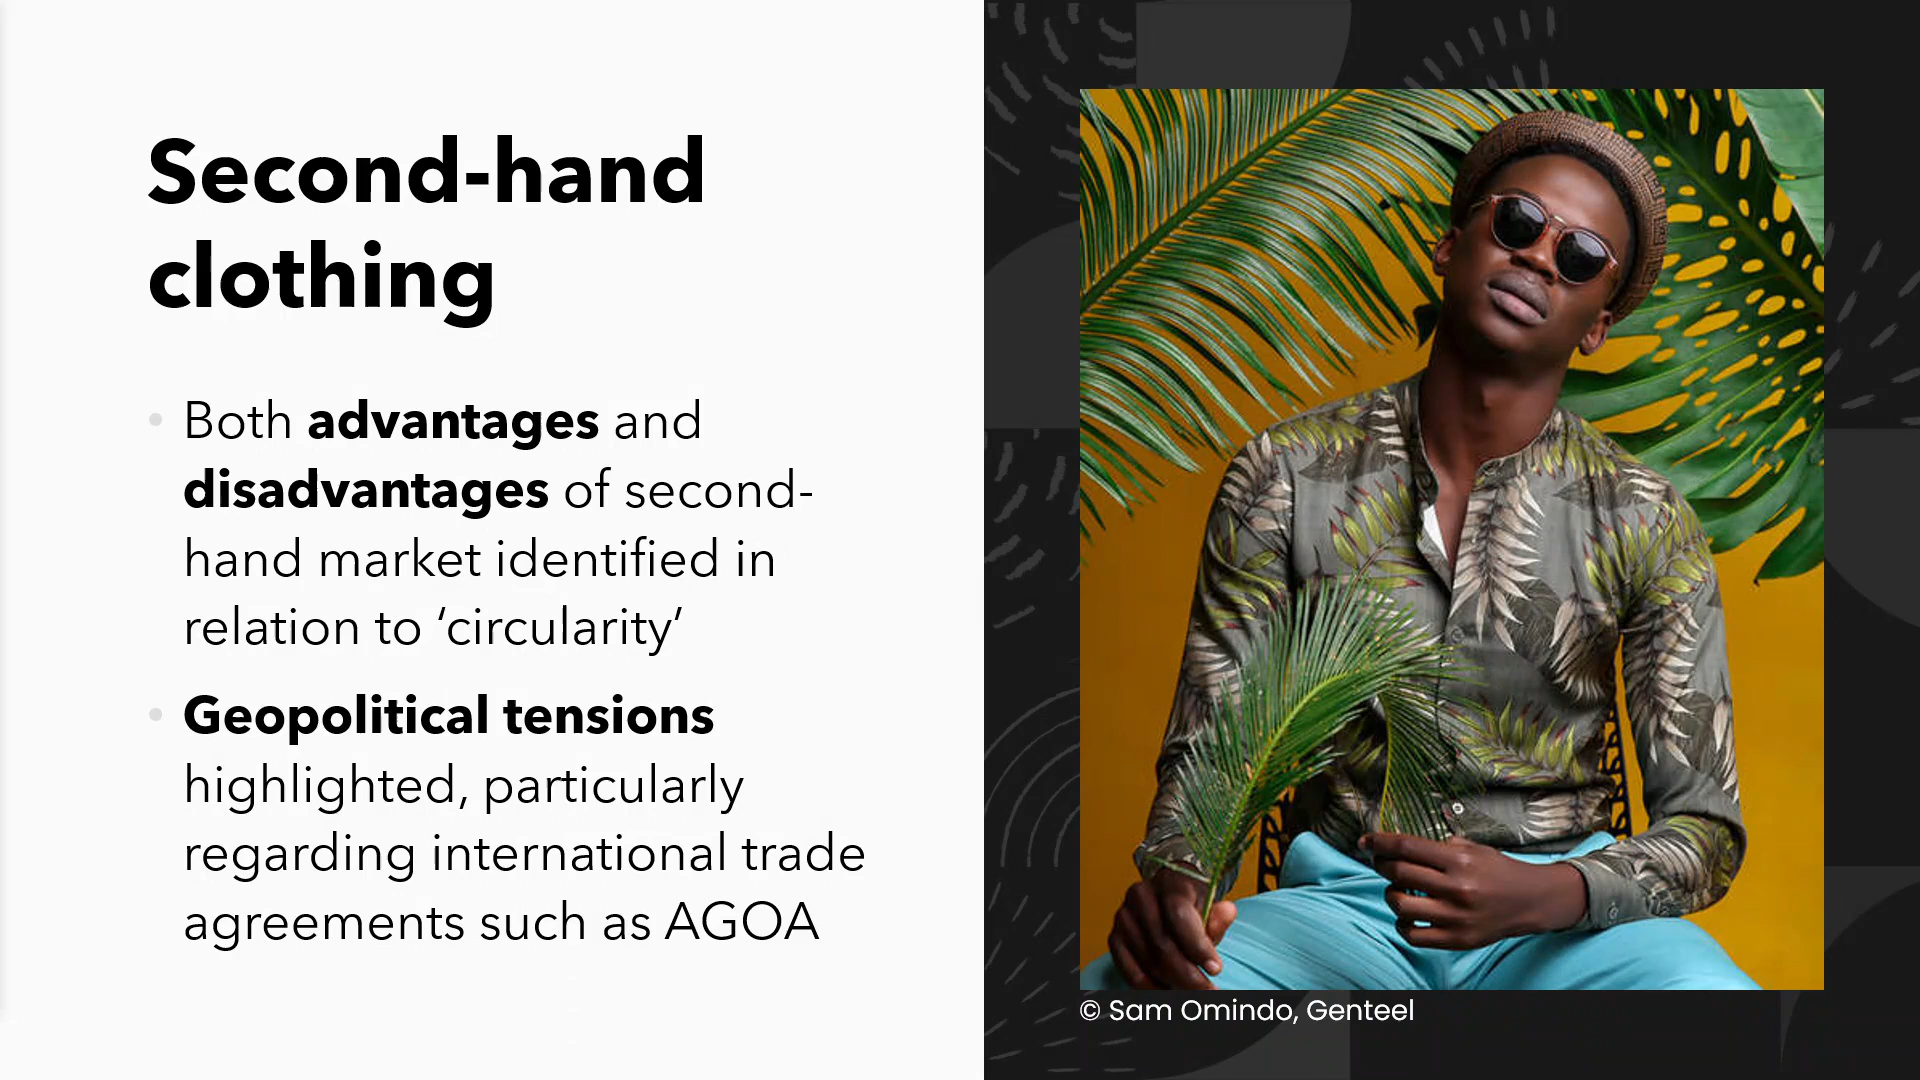 Second-hand
clothing
• Both advantages and
disadvantages of second-
hand market identified in
relation to ‘circularity’
• Geopolitical tensions
highlighted, particularly
regarding international trade
agreements such as AGOA
© Sam Omindo, Genteel